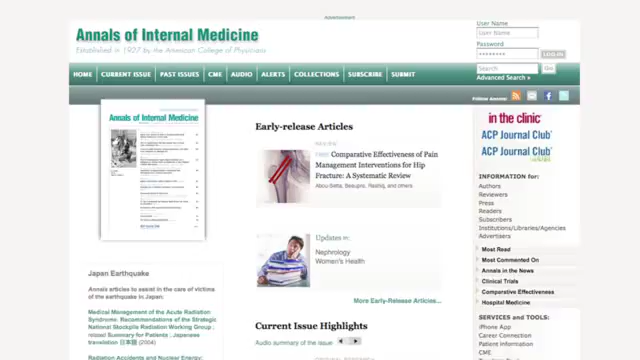 Advertisement
Annals of Internal Medicine
Established in 1927 by the American College of Physicians
User Name
User Name
Password
LOG IN
Search
Go
Advanced Search »
HOME CURRENT ISSUE PAST ISSUES CME AUDIO ALERTS COLLECTIONS SUBSCRIBE SUBMIT
Follow Annals:
Annals of Internal Medicine
Early-release Articles
REVIEW
FREE Comparative Effectiveness of Pain
Management Interventions for Hip
Fracture: A Systematic Review
Abou-Setta, Beaupre, Rashiq, and others
Updates in:
Nephrology
Women's Health
More Early-Release Articles...
Current Issue Highlights
Audio summary of the issue
Japan Earthquake
Annals articles to assist in the care of victims
of the earthquake in Japan:
Medical Management of the Acute Radiation
Syndrome: Recommendations of the Strategic
National Stockpile Radiation Working Group :
reload Summary for Patients : Japanese
translation 日本語 (2004)
Radiation Accidents and Nuclear Energy:
in the clinic
ACP Journal Club
ACP Journal Club
INFORMATION for:
Authors
Reviewers
Press
Readers
Subscribers
Institutions/Libraries/Agencies
Advertisers
Most Read
Most Commented On
Annals in the News
Clinical Trials
Comparative Effectiveness
Hospital Medicine
SERVICES and TOOLS:
iPhone App
Career Connection
Patient Information
CME